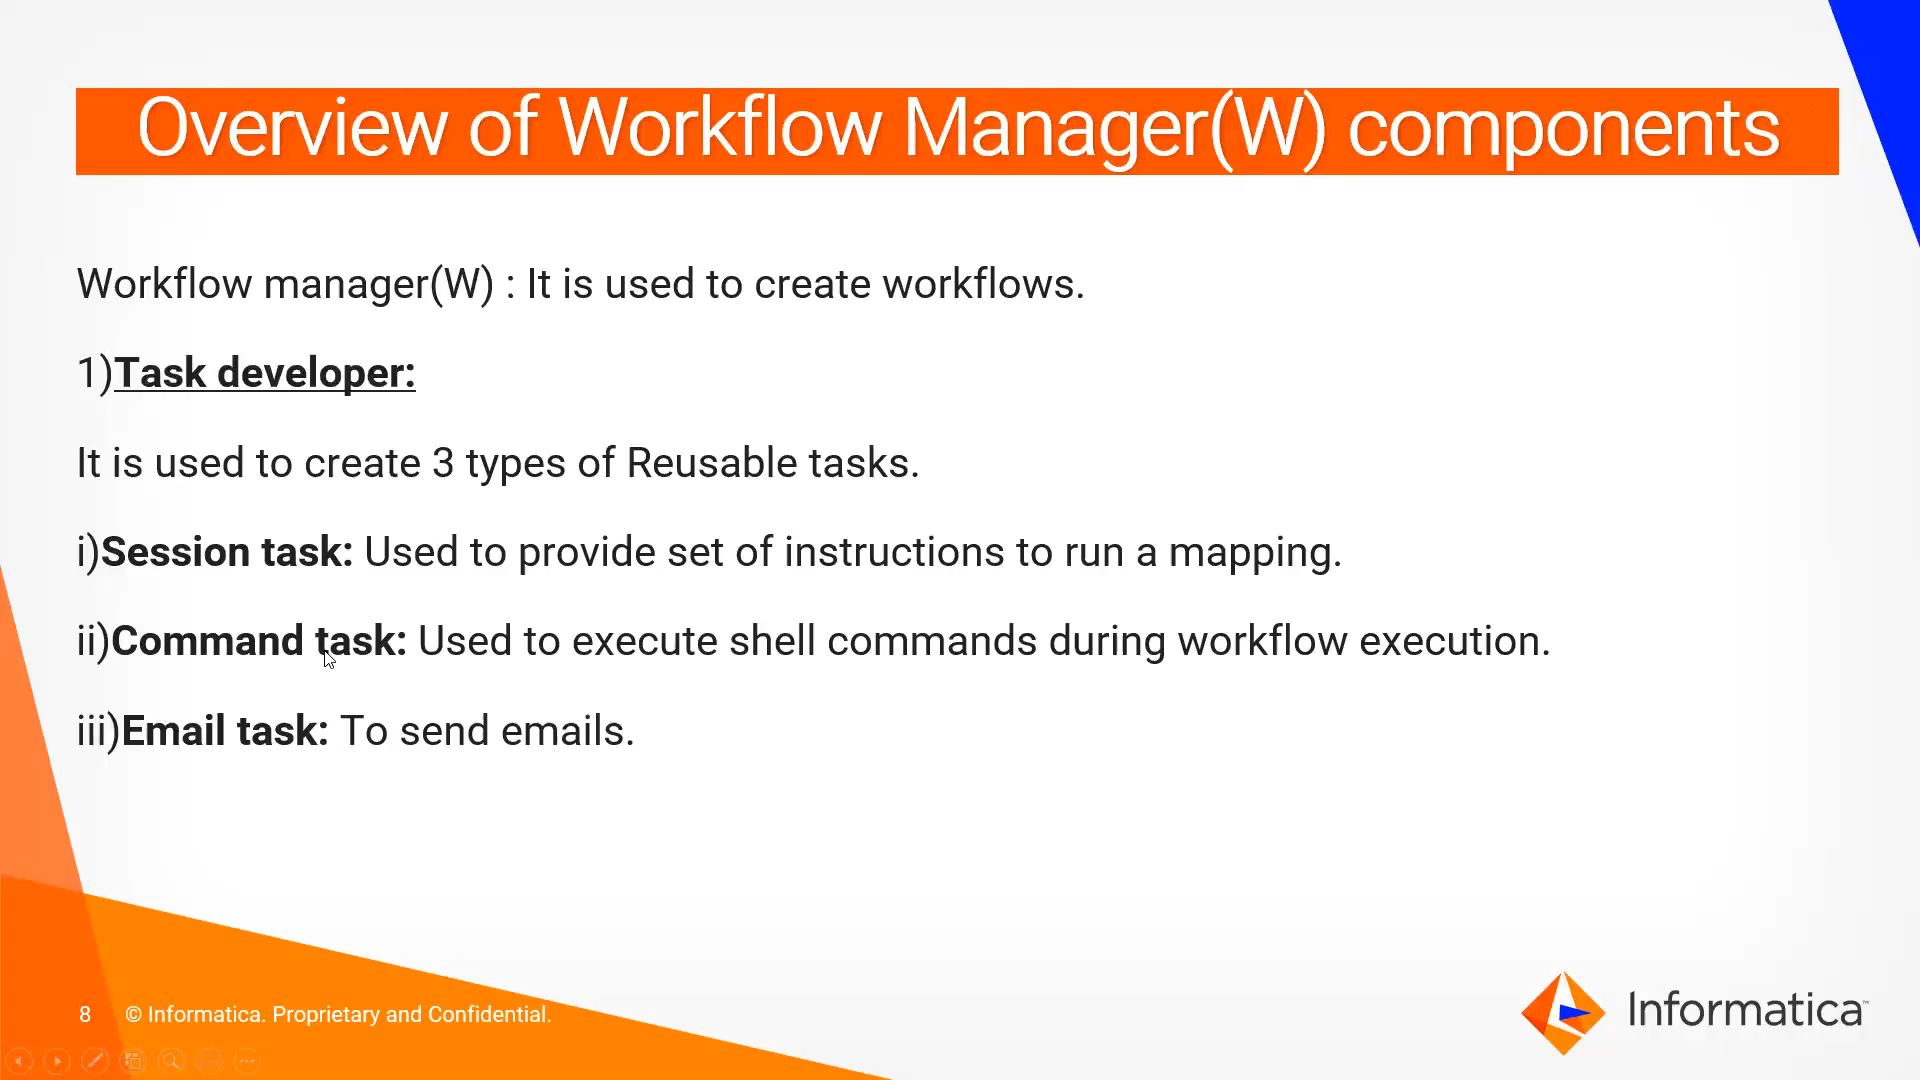 Overview of Workflow Manager(W) components
Workflow manager(W) : It is used to create workflows.
1)Task developer:
It is used to create 3 types of Reusable tasks.
i)Session task: Used to provide set of instructions to run a mapping.
ii)Command task: Used to execute shell commands during workflow execution.
iii)Email task: To send emails.
8 © Informatica. Proprietary and Confidential.
Informatica™